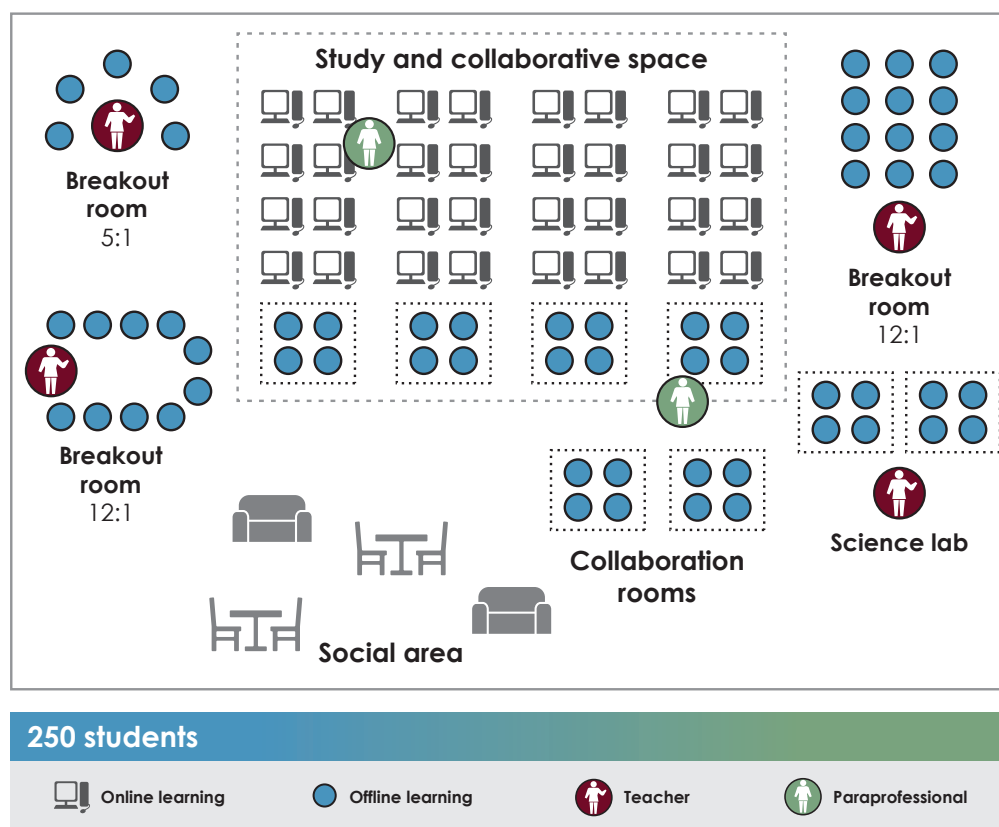 Study and collaborative space
Breakout
room
5:1
Breakout
room
12:1
Breakout
room
12:1
Science lab
Collaboration
rooms
Social area
250 students
Online learning
Offline learning
Teacher
Paraprofessional